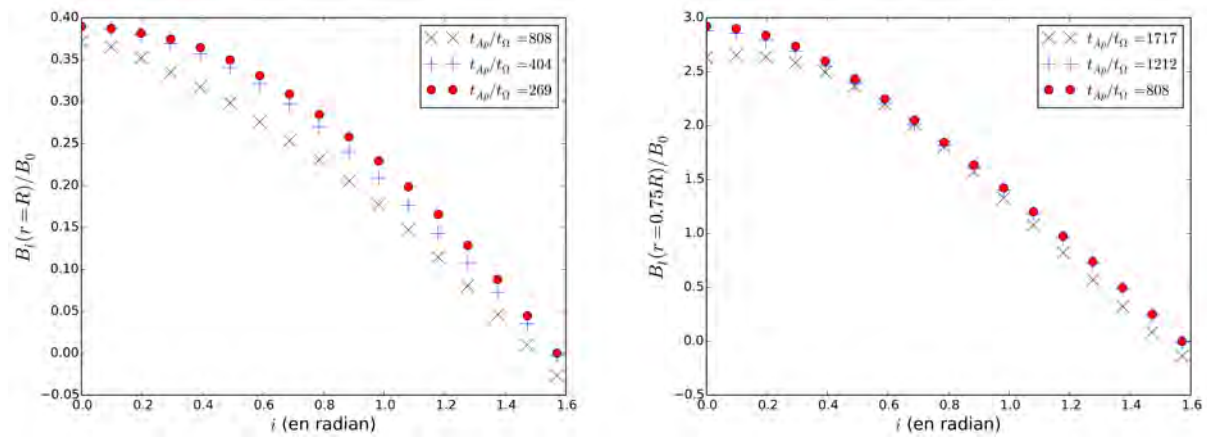 0.40
0.35
0.30
0.25
0.20
0.15
0.10
0.05
0.00
−0.05
B_l(r=R)/B_0
0.0 0.2 0.4 0.6 0.8 1.0 1.2 1.4 1.6
i (en radian)
t_{Ap}/t_Ω =808
t_{Ap}/t_Ω =404
t_{Ap}/t_Ω =269
3.0
2.5
2.0
1.5
1.0
0.5
0.0
−0.5
B_l(r=0.75R)/B_0
0.0 0.2 0.4 0.6 0.8 1.0 1.2 1.4 1.6
i (en radian)
t_{Ap}/t_Ω =1717
t_{Ap}/t_Ω =1212
t_{Ap}/t_Ω =808